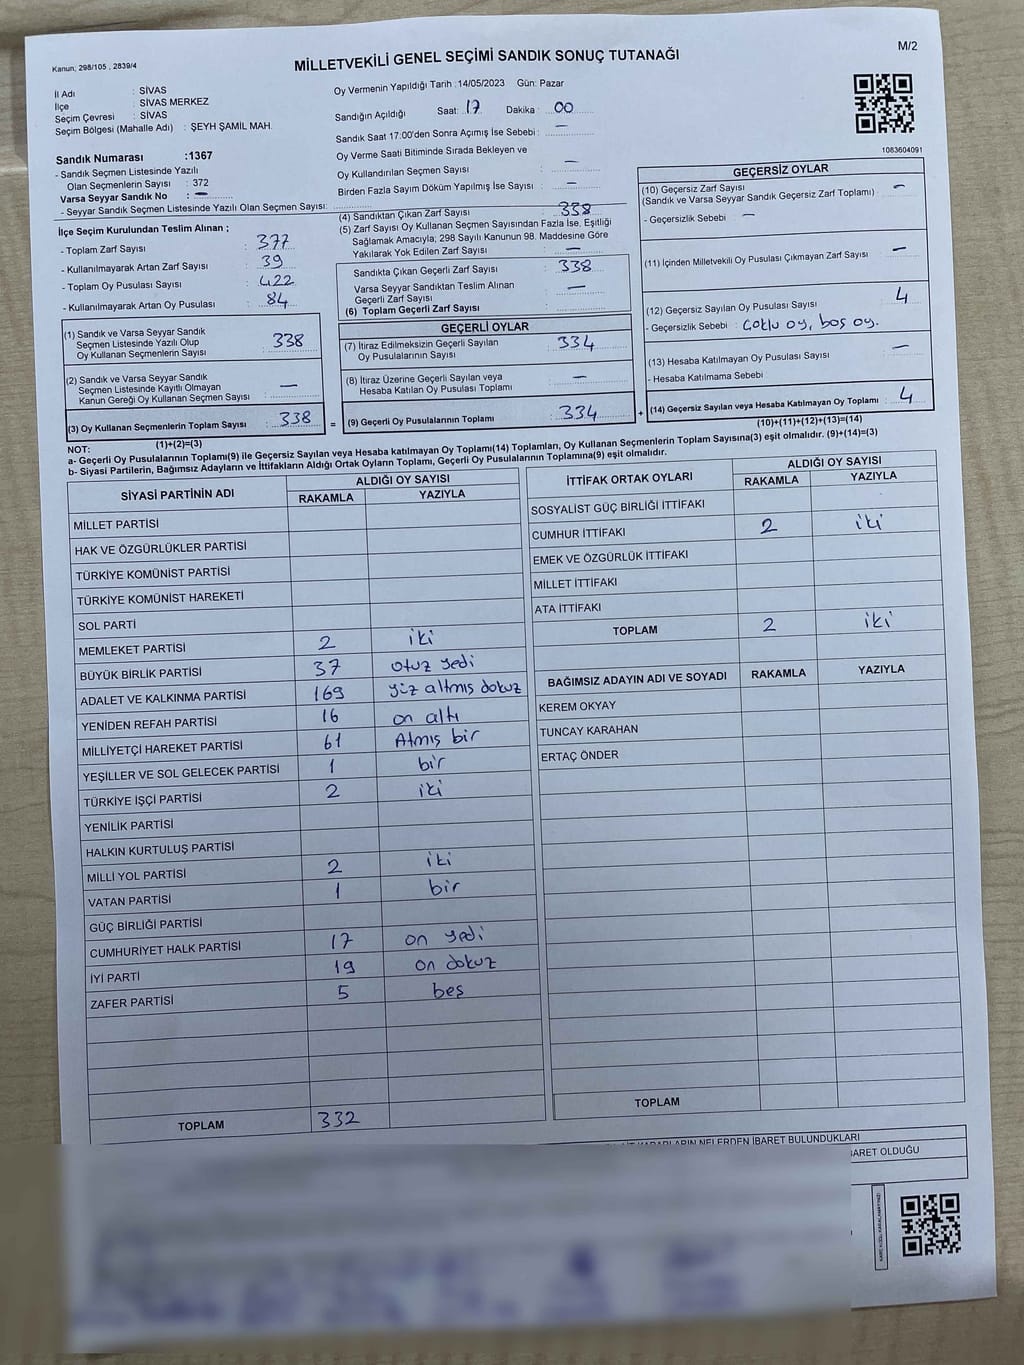 Kanun; 298/105 , 2839/4
MİLLETVEKİLİ GENEL SEÇİMİ SANDIK SONUÇ TUTANAĞI
M/2
İl Adı : SİVAS
İlçe : SİVAS MERKEZ
Seçim Çevresi : SİVAS
Seçim Bölgesi (Mahalle Adı) : ŞEYH ŞAMİL MAH.
Sandık Numarası :1367
- Sandık Seçmen Listesinde Yazılı
Olan Seçmenlerin Sayısı : 372
Varsa Seyyar Sandık No : —
- Seyyar Sandık Seçmen Listesinde Yazılı Olan Seçmen Sayısı:
Oy Vermenin Yapıldığı Tarih :14/05/2023 Gün: Pazar
Sandığın Açıldığı Saat: 17 Dakika : 00
Sandık Saat 17:00'den Sonra Açımış İse Sebebi : —
Oy Verme Saati Bitiminde Sırada Bekleyen ve
Oy Kullandırılan Seçmen Sayısı : —
Birden Fazla Sayım Döküm Yapılmış İse Sayısı : —
1083604091
İlçe Seçim Kurulundan Teslim Alınan ;
- Toplam Zarf Sayısı : 377
- Kullanılmayarak Artan Zarf Sayısı : 39
- Toplam Oy Pusulası Sayısı : 422
- Kullanılmayarak Artan Oy Pusulası : 84
(1) Sandık ve Varsa Seyyar Sandık
Seçmen Listesinde Yazılı Olup
Oy Kullanan Seçmenlerin Sayısı : 338
(2) Sandık ve Varsa Seyyar Sandık
Seçmen Listesinde Kayıtlı Olmayan
Kanun Gereği Oy Kullanan Seçmen Sayısı : —
(3) Oy Kullanan Seçmenlerin Toplam Sayısı : 338
(1)+(2)=(3)
(4) Sandıktan Çıkan Zarf Sayısı : 338
(5) Zarf Sayısı Oy Kullanan Seçmen Sayısından Fazla İse, Eşitliği
Sağlamak Amacıyla; 298 Sayılı Kanunun 98. Maddesine Göre
Yakılarak Yok Edilen Zarf Sayısı : —
Sandıkta Çıkan Geçerli Zarf Sayısı : 338
Varsa Seyyar Sandıktan Teslim Alınan
Geçerli Zarf Sayısı : —
(6) Toplam Geçerli Zarf Sayısı :
GEÇERLİ OYLAR
(7) İtiraz Edilmeksizin Geçerli Sayılan
Oy Pusulalarının Sayısı : 334
(8) İtiraz Üzerine Geçerli Sayılan veya
Hesaba Katılan Oy Pusulası Toplamı : —
= (9) Geçerli Oy Pusulalarının Toplamı : 334
GEÇERSİZ OYLAR
(10) Geçersiz Zarf Sayısı : —
(Sandık ve Varsa Seyyar Sandık Geçersiz Zarf Toplamı)
- Geçersizlik Sebebi : —
(11) İçinden Milletvekili Oy Pusulası Çıkmayan Zarf Sayısı : —
(12) Geçersiz Sayılan Oy Pusulası Sayısı : 4
- Geçersizlik Sebebi : Çoklu oy, boş oy.
(13) Hesaba Katılmayan Oy Pusulası Sayısı : —
- Hesaba Katılmama Sebebi :
+ (14) Geçersiz Sayılan veya Hesaba Katılmayan Oy Toplamı : 4
(10)+(11)+(12)+(13)=(14)
NOT:
a- Geçerli Oy Pusulalarının Toplamı(9) ile Geçersiz Sayılan veya Hesaba katılmayan Oy Toplamı(14) Toplamları, Oy Kullanan Seçmenlerin Toplam Sayısına(3) eşit olmalıdır. (9)+(14)=(3)
b- Siyasi Partilerin, Bağımsız Adayların ve İttifakların Aldığı Ortak Oyların Toplamı, Geçerli Oy Pusulalarının Toplamına(9) eşit olmalıdır.
SİYASİ PARTİNİN ADI ALDIĞI OY SAYISI
RAKAMLA YAZIYLA
MİLLET PARTİSİ
HAK VE ÖZGÜRLÜKLER PARTİSİ
TÜRKİYE KOMÜNİST PARTİSİ
TÜRKİYE KOMÜNİST HAREKETİ
SOL PARTİ
MEMLEKET PARTİSİ 2 iki
BÜYÜK BİRLİK PARTİSİ 37 otuz yedi
ADALET VE KALKINMA PARTİSİ 169 yüz altmış dokuz
YENİDEN REFAH PARTİSİ 16 on altı
MİLLİYETÇİ HAREKET PARTİSİ 61 Atmış bir
YEŞİLLER VE SOL GELECEK PARTİSİ 1 bir
TÜRKİYE İŞÇİ PARTİSİ 2 iki
YENİLİK PARTİSİ
HALKIN KURTULUŞ PARTİSİ
MİLLİ YOL PARTİSİ 2 iki
VATAN PARTİSİ 1 bir
GÜÇ BİRLİĞİ PARTİSİ
CUMHURİYET HALK PARTİSİ 17 on yedi
İYİ PARTİ 19 on dokuz
ZAFER PARTİSİ 5 beş
TOPLAM 332
İTTİFAK ORTAK OYLARI ALDIĞI OY SAYISI
RAKAMLA YAZIYLA
SOSYALİST GÜÇ BİRLİĞİ İTTİFAKI
CUMHUR İTTİFAKI 2 iki
EMEK VE ÖZGÜRLÜK İTTİFAKI
MİLLET İTTİFAKI
ATA İTTİFAKI
TOPLAM 2 iki
BAĞIMSIZ ADAYIN ADI VE SOYADI RAKAMLA YAZIYLA
KEREM OKYAY
TUNCAY KARAHAN
ERTAÇ ÖNDER
TOPLAM
NELERDEN İBARET BULUNDUKLARI
OLDUĞU